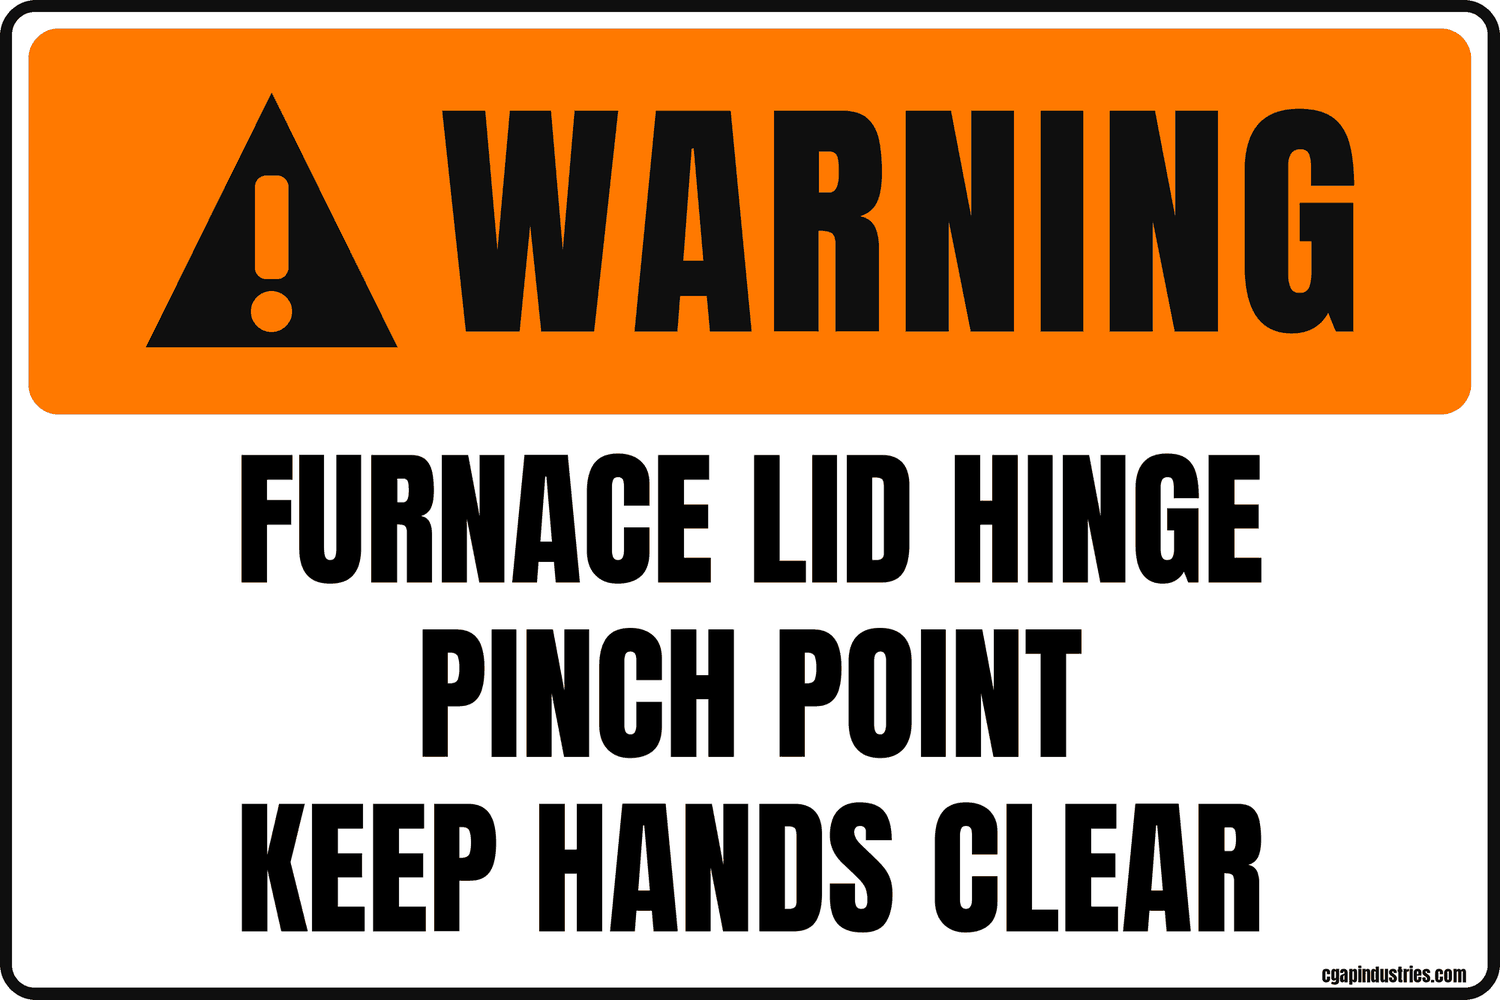 WARNING
FURNACE LID HINGE
PINCH POINT
KEEP HANDS CLEAR
cgapindustries.com